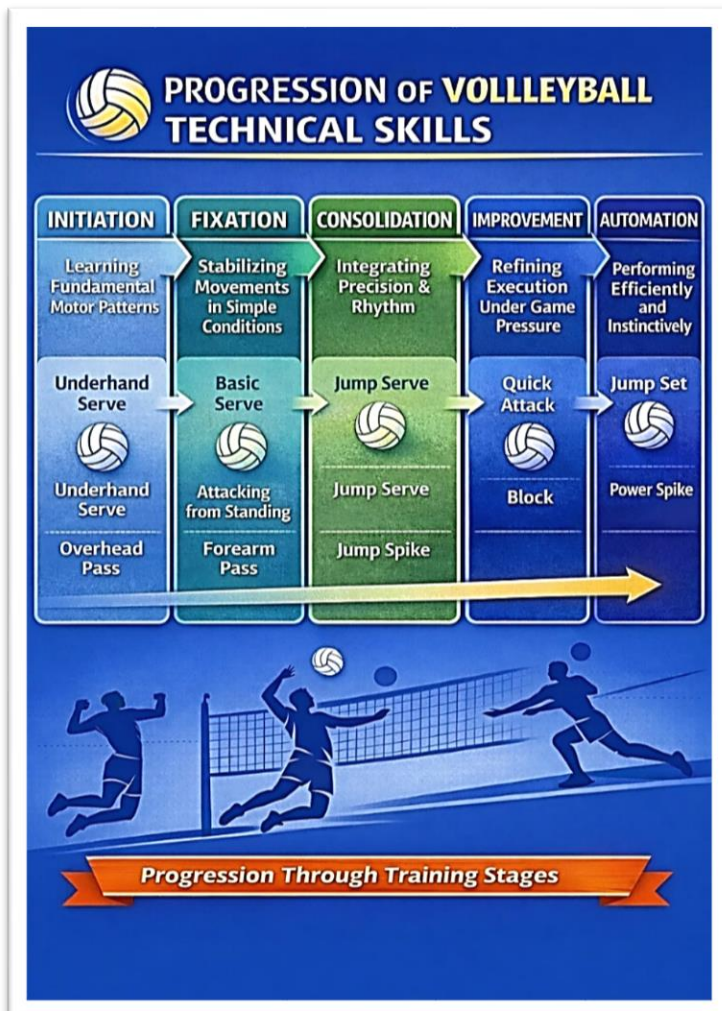 PROGRESSION OF VOLLLEYBALL
TECHNICAL SKILLS
INITIATION
Learning
Fundamental
Motor Patterns
Underhand
Serve
Underhand
Serve
Overhead
Pass
FIXATION
Stabilizing
Movements
in Simple
Conditions
Basic
Serve
Attacking
from Standing
Forearm
Pass
CONSOLIDATION
Integrating
Precision &
Rhythm
Jump Serve
Jump Serve
Jump Spike
IMPROVEMENT
Refining
Execution
Under Game
Pressure
Quick
Attack
Block
AUTOMATION
Performing
Efficiently
and
Instinctively
Jump Set
Power Spike
Progression Through Training Stages